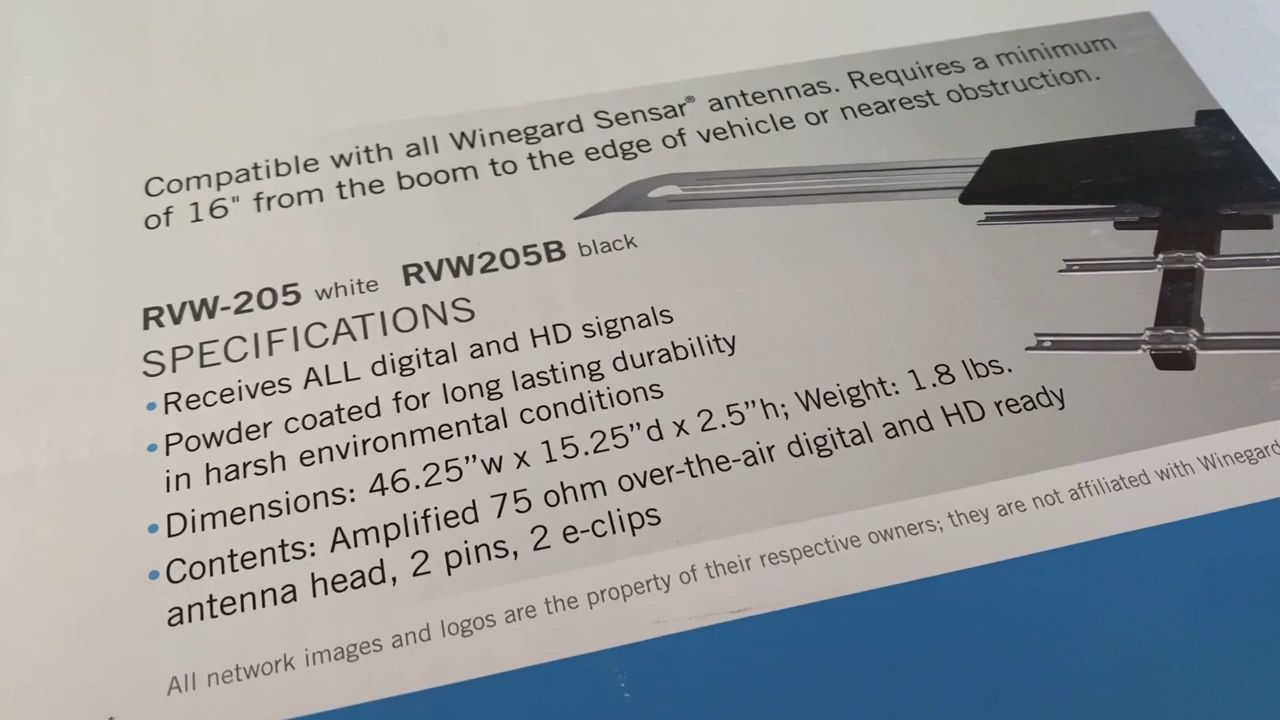 Compatible with all Winegard Sensar® antennas. Requires a minimum
of 16" from the boom to the edge of vehicle or nearest obstruction.
RVW-205 white RVW205B black
SPECIFICATIONS
•Receives ALL digital and HD signals
•Powder coated for long lasting durability
in harsh environmental conditions
•Dimensions: 46.25”w x 15.25”d x 2.5”h; Weight: 1.8 lbs.
•Contents: Amplified 75 ohm over-the-air digital and HD ready
antenna head, 2 pins, 2 e-clips
All network images and logos are the property of their respective owners; they are not affiliated with Winegard